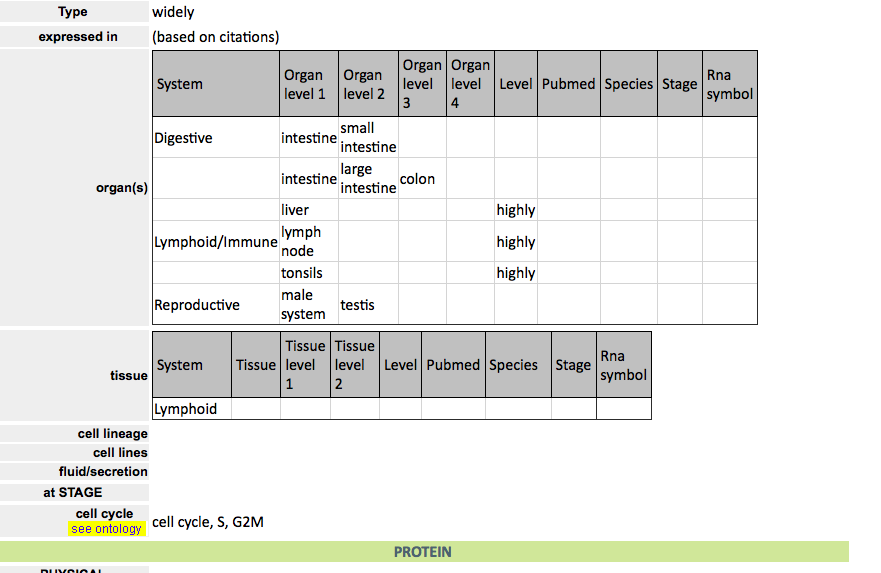 Type widely
expressed in (based on citations)
System Organ level 1 Organ level 2 Organ level 3 Organ level 4 Level Pubmed Species Stage Rna symbol
organ(s)
Digestive intestine small intestine
intestine large intestine colon
liver highly
Lymphoid/Immune lymph node highly
tonsils highly
Reproductive male system testis
tissue
System Tissue Tissue level 1 Tissue level 2 Level Pubmed Species Stage Rna symbol
Lymphoid
cell lineage
cell lines
fluid/secretion
at STAGE
cell cycle cell cycle, S, G2M
see ontology
PROTEIN